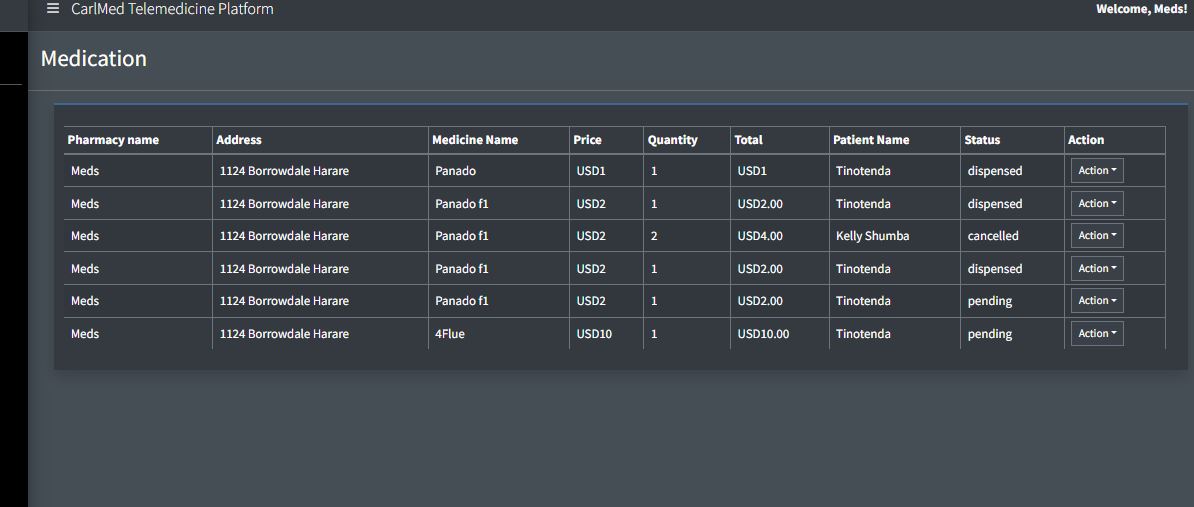 CarlMed Telemedicine Platform Welcome, Meds!
Medication
Pharmacy name Address Medicine Name Price Quantity Total Patient Name Status Action
Meds 1124 Borrowdale Harare Panado USD1 1 USD1 Tinotenda dispensed Action
Meds 1124 Borrowdale Harare Panado f1 USD2 1 USD2.00 Tinotenda dispensed Action
Meds 1124 Borrowdale Harare Panado f1 USD2 2 USD4.00 Kelly Shumba cancelled Action
Meds 1124 Borrowdale Harare Panado f1 USD2 1 USD2.00 Tinotenda dispensed Action
Meds 1124 Borrowdale Harare Panado f1 USD2 1 USD2.00 Tinotenda pending Action
Meds 1124 Borrowdale Harare 4Flue USD10 1 USD10.00 Tinotenda pending Action